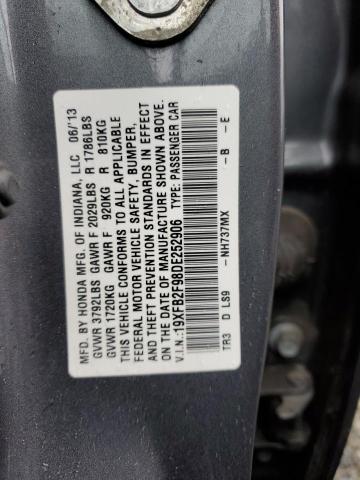 MFD. BY HONDA MFG. OF INDIANA, LLC 06/13
GVWR 3792LBS GAWR F 2029LBS R 1786LBS
GVWR 1720KG GAWR F 920KG R 810KG
THIS VEHICLE CONFORMS TO ALL APPLICABLE
FEDERAL MOTOR VEHICLE SAFETY, BUMPER,
AND THEFT PREVENTION STANDARDS IN EFFECT
ON THE DATE OF MANUFACTURE SHOWN ABOVE.
V.I.N.:19XFB2F98DE252906 TYPE: PASSENGER CAR
TR3 D LS9 -NH737MX -B -E